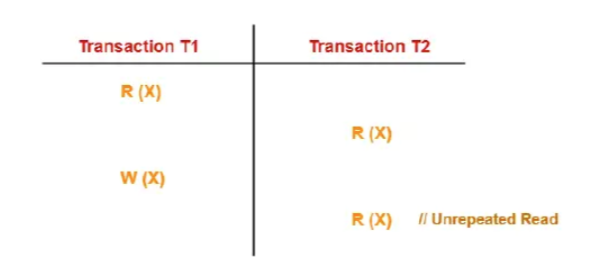 Transaction T1 Transaction T2
R (X)
R (X)
W (X)
R (X) // Unrepeated Read